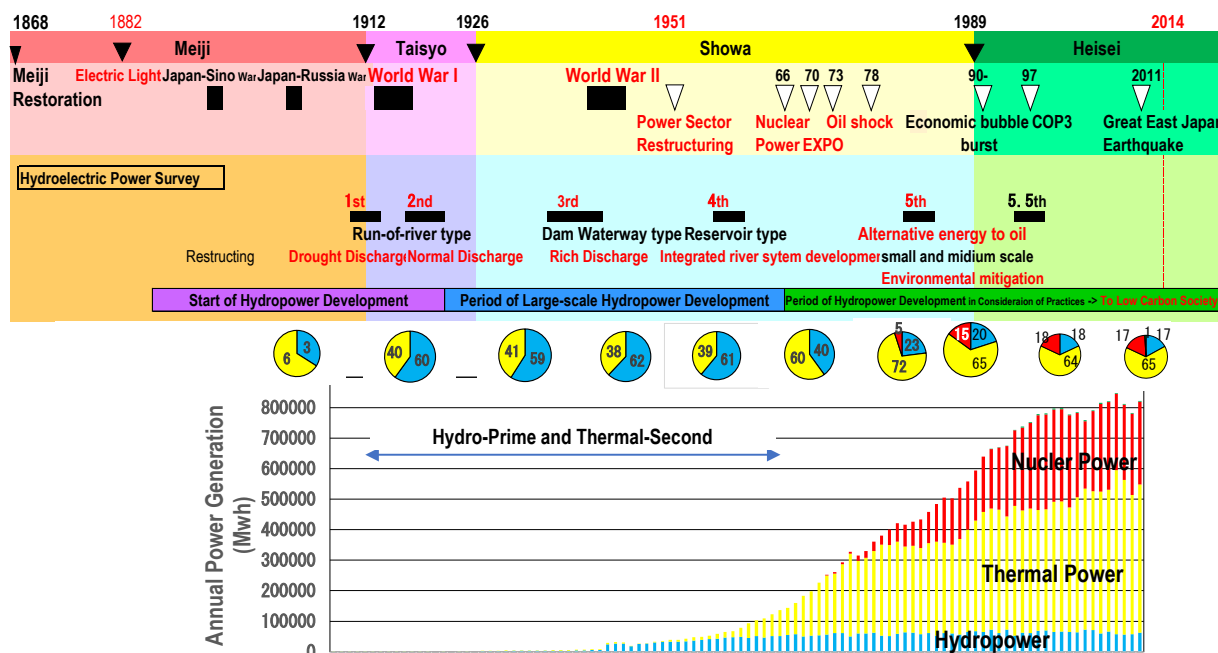 1868 1882 1912 1926 1951 1989 2014
Meiji Taisyo Showa Heisei
Meiji Restoration
Electric Light
Japan-Sino War
Japan-Russia War
World War I
World War II
66 70 73 78 90- 97 2011
Power Sector
Restructuring
Nuclear
Power EXPO
Oil shock
Economic bubble
burst
COP3
Great East Japan
Earthquake
Hydroelectric Power Survey
1st 2nd 3rd 4th 5th 5. 5th
Run-of-river type
Dam Waterway type
Reservoir type
Alternative energy to oil
Restructing
Drought Discharge
Normal Discharge
Rich Discharge
Integrated river sytem developmen
small and midium scale
Environmental mitigation
Start of Hydropower Development
Period of Large-scale Hydropower Development
Period of Hydropower Development in Consideraion of Practices -> To Low Carbon Society
6 3
40 60
41 59
38 62
39 61
60 40
5 23 72
15 20 65
18 18 64
17 1 17 65
Annual Power Generation
(Mwh)
800000
700000
600000
500000
400000
300000
200000
100000
0
Hydro-Prime and Thermal-Second
Nucler Power
Thermal Power
Hydropower